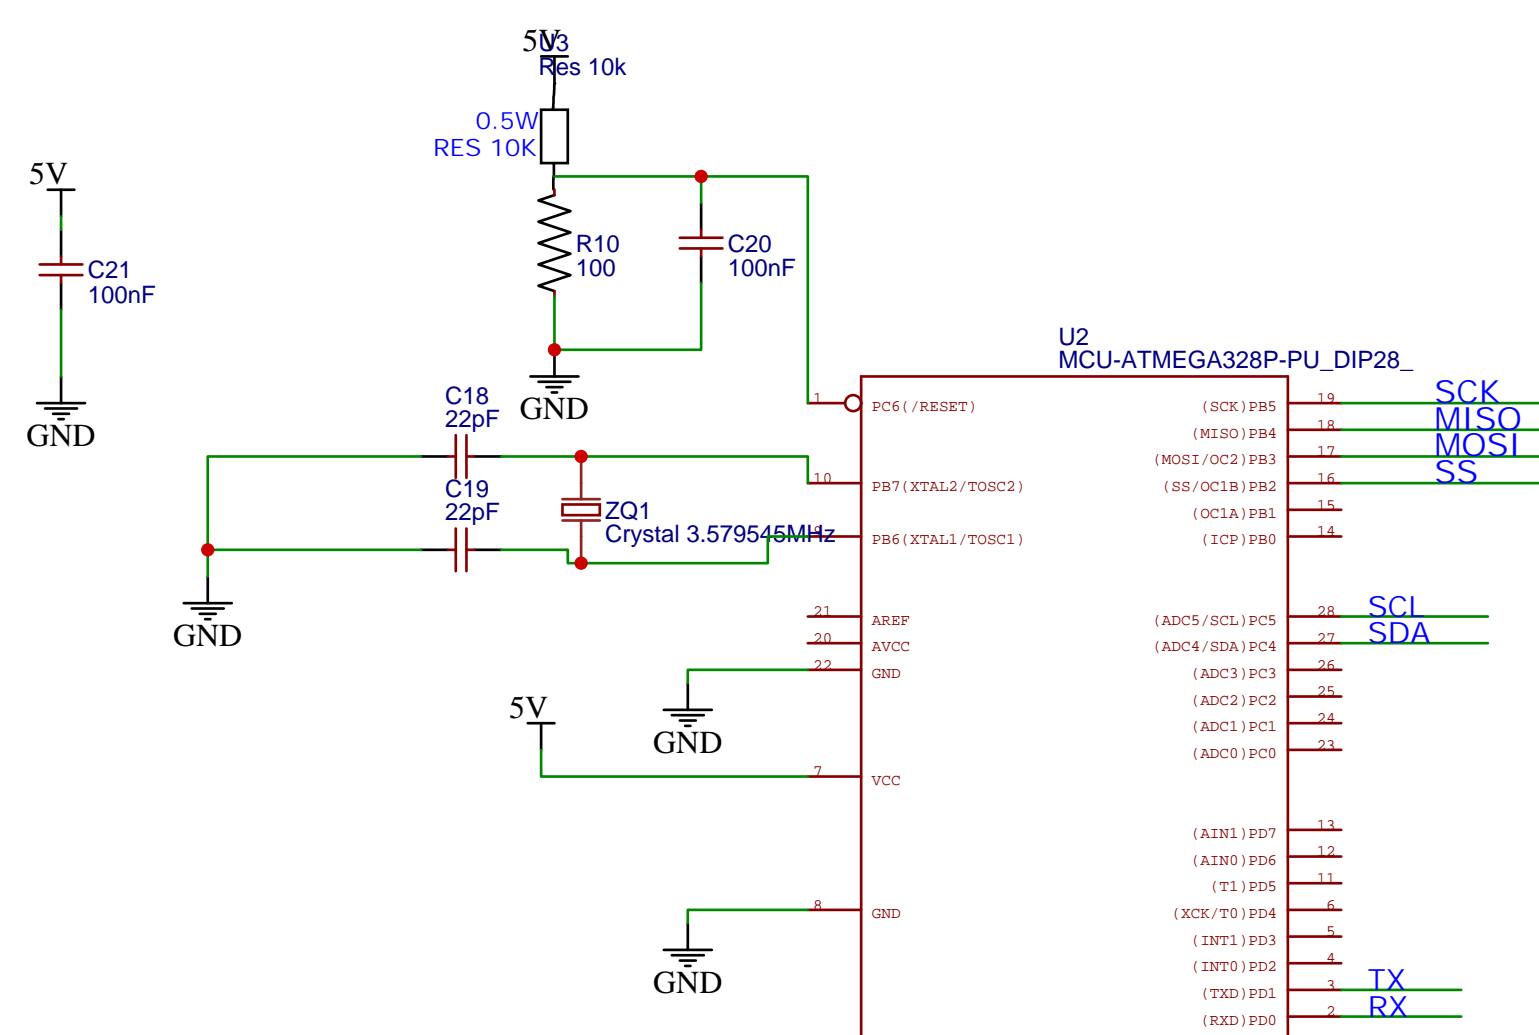 5V
U3
Res 10k
0.5W
RES 10K
5V
C21
100nF
GND
R10
100
C20
100nF
GND
C18
22pF
C19
22pF
ZQ1
Crystal 3.579545MHz
GND
U2
MCU-ATMEGA328P-PU_DIP28_
1 PC6(/RESET)
10 PB7(XTAL2/TOSC2)
9 PB6(XTAL1/TOSC1)
21 AREF
20 AVCC
22 GND
GND
5V
7 VCC
8 GND
GND
(SCK)PB5 19 SCK
(MISO)PB4 18 MISO
(MOSI/OC2)PB3 17 MOSI
(SS/OC1B)PB2 16 SS
(OC1A)PB1 15
(ICP)PB0 14
(ADC5/SCL)PC5 28 SCL
(ADC4/SDA)PC4 27 SDA
(ADC3)PC3 26
(ADC2)PC2 25
(ADC1)PC1 24
(ADC0)PC0 23
(AIN1)PD7 13
(AIN0)PD6 12
(T1)PD5 11
(XCK/T0)PD4 6
(INT1)PD3 5
(INT0)PD2 4
(TXD)PD1 3 TX
(RXD)PD0 2 RX